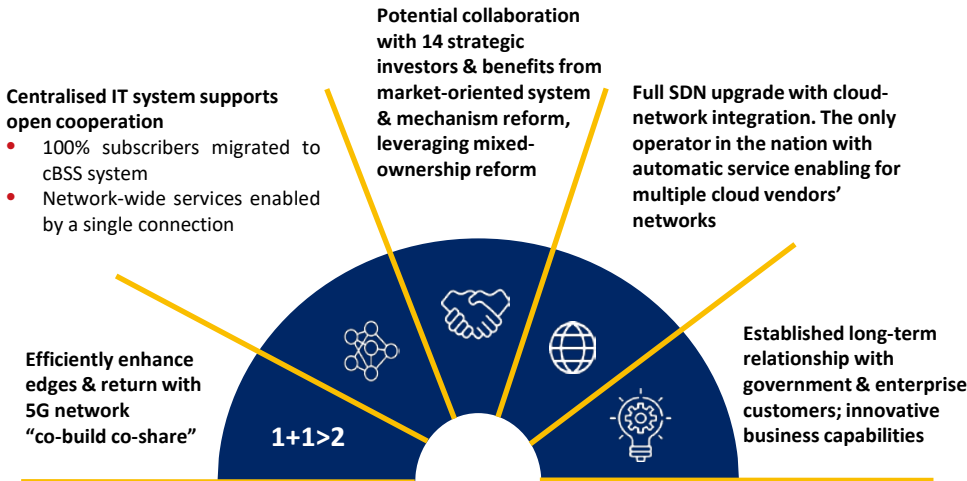 Potential collaboration
with 14 strategic
investors & benefits from
market-oriented system
& mechanism reform,
leveraging mixed-
ownership reform
Centralised IT system supports
open cooperation
• 100% subscribers migrated to
cBSS system
• Network-wide services enabled
by a single connection
Full SDN upgrade with cloud-
network integration. The only
operator in the nation with
automatic service enabling for
multiple cloud vendors’
networks
Efficiently enhance
edges & return with
5G network
“co-build co-share”
1+1>2
Established long-term
relationship with
government & enterprise
customers; innovative
business capabilities